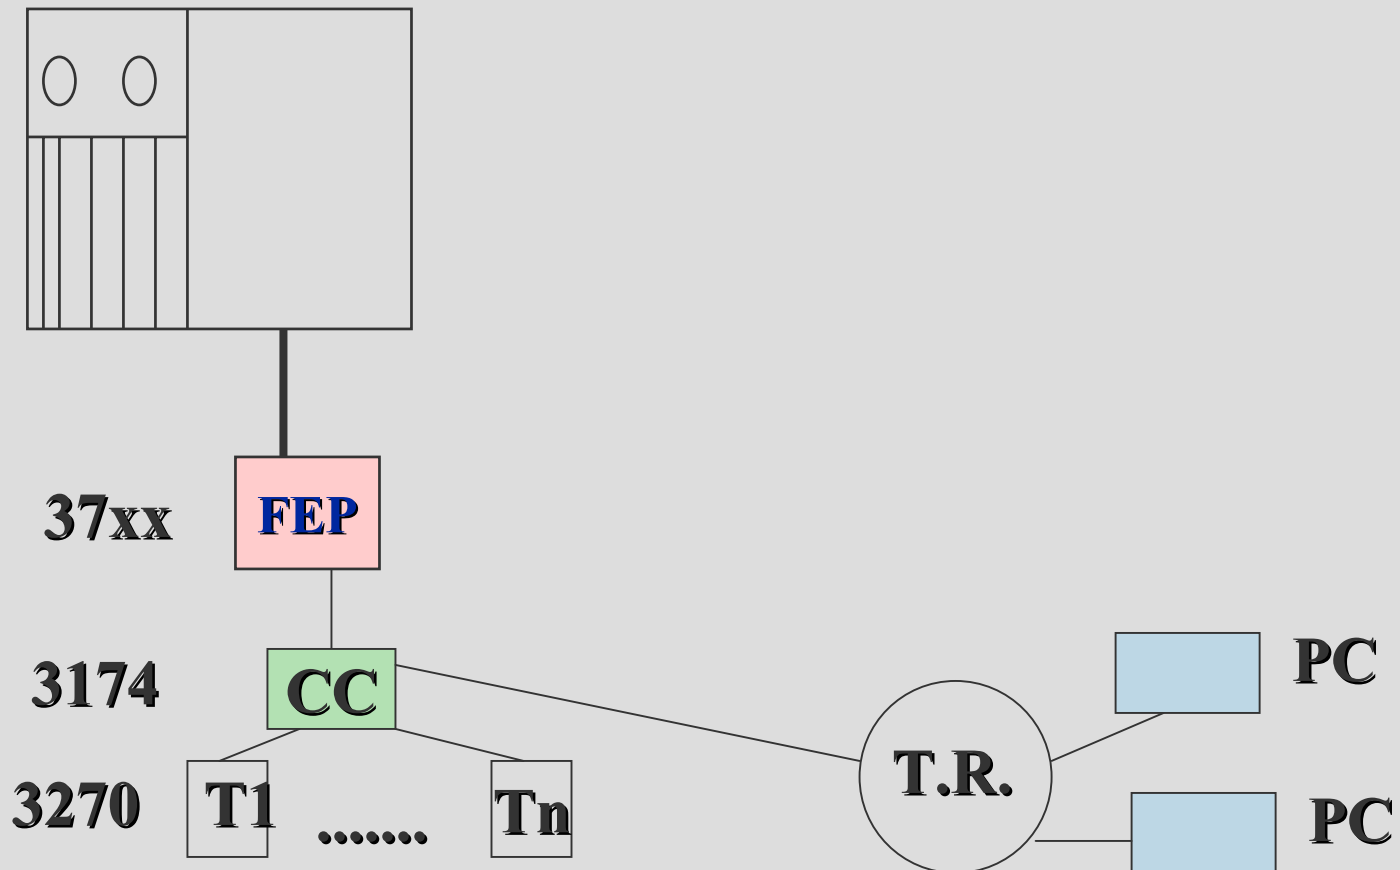 37xx
FEP
3174
CC
PC
3270
T1
.......
Tn
T.R.
PC